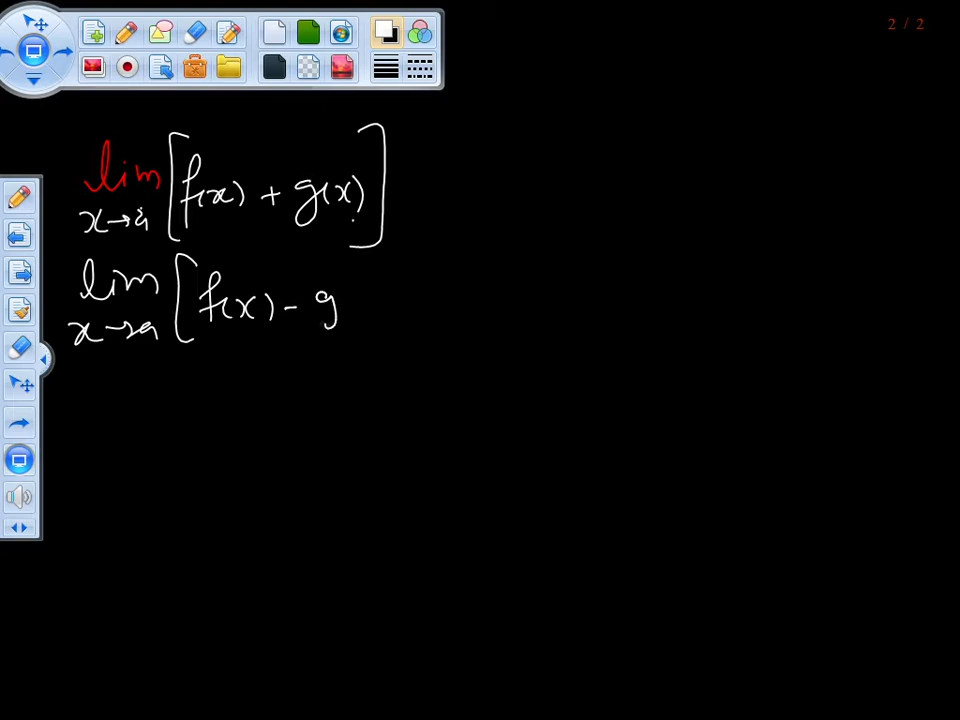 2 / 2
lim x→a [f(x) + g(x)]
lim x→a [f(x) - g